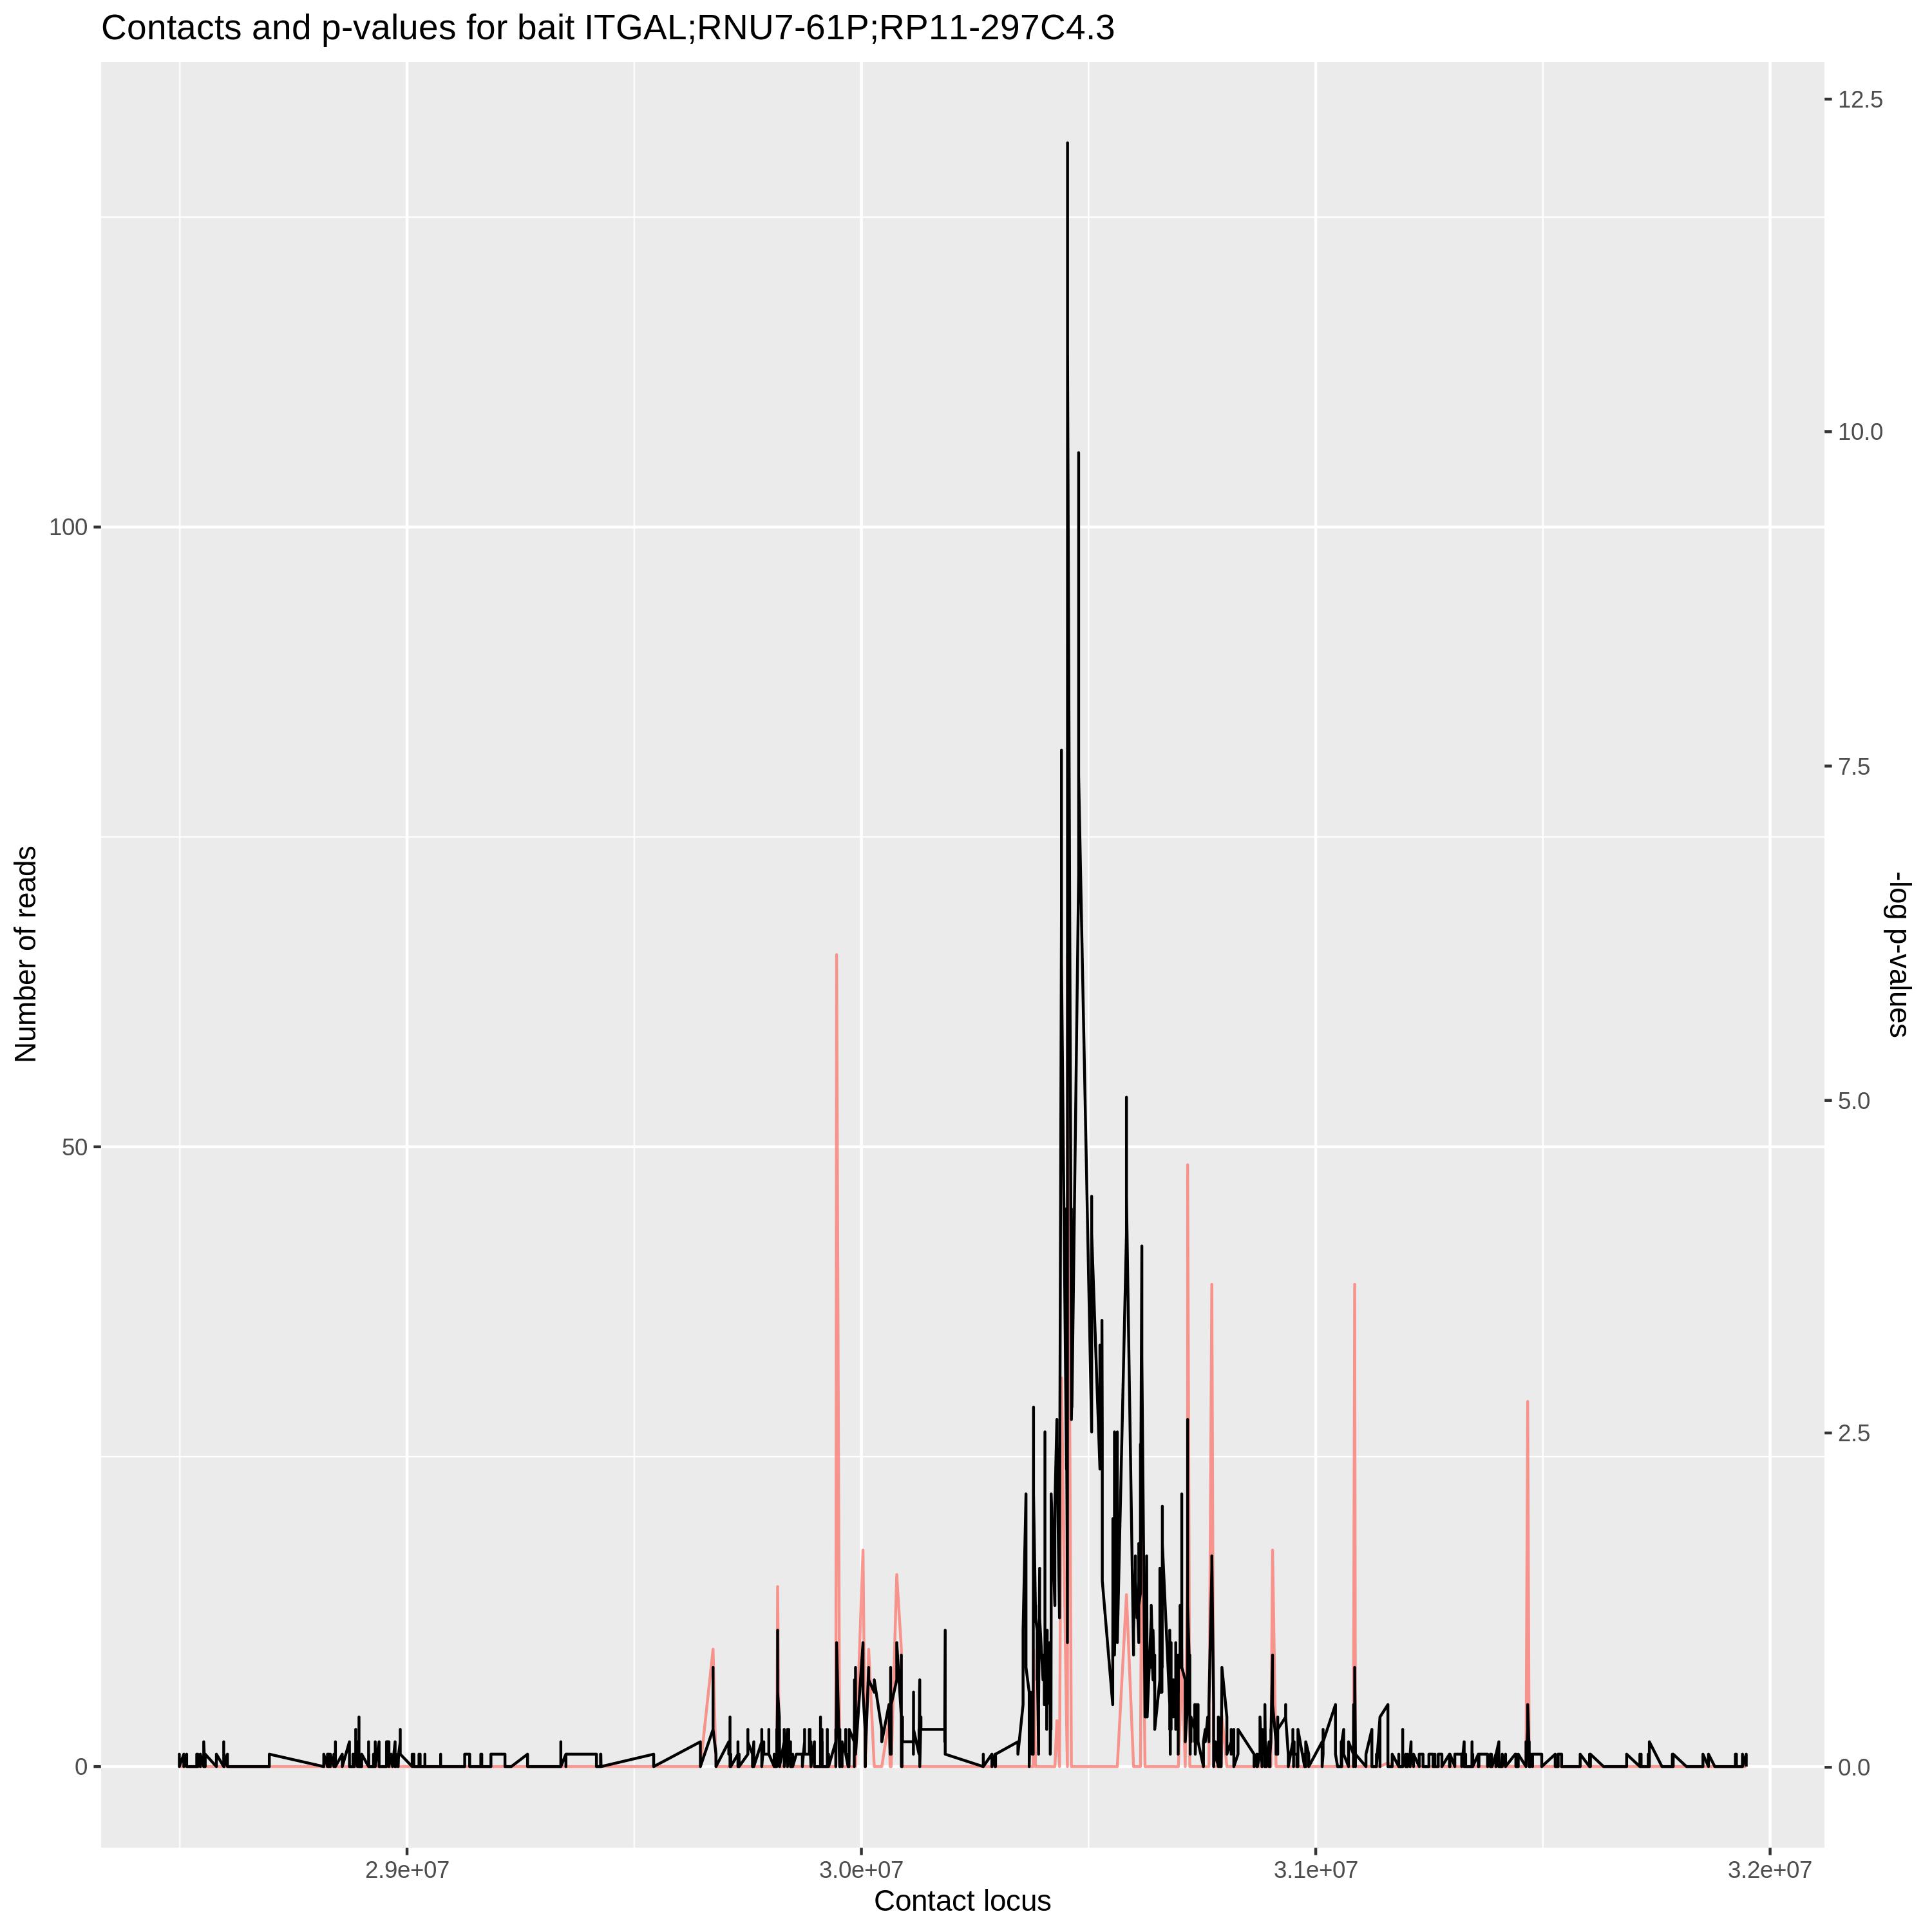 Contacts and p-values for bait ITGAL;RNU7-61P;RP11-297C4.3
12.5
10.0
100
7.5
Number of reads
-log p-values
5.0
50
2.5
0
0.0
2.9e+07
3.0e+07
3.1e+07
3.2e+07
Contact locus